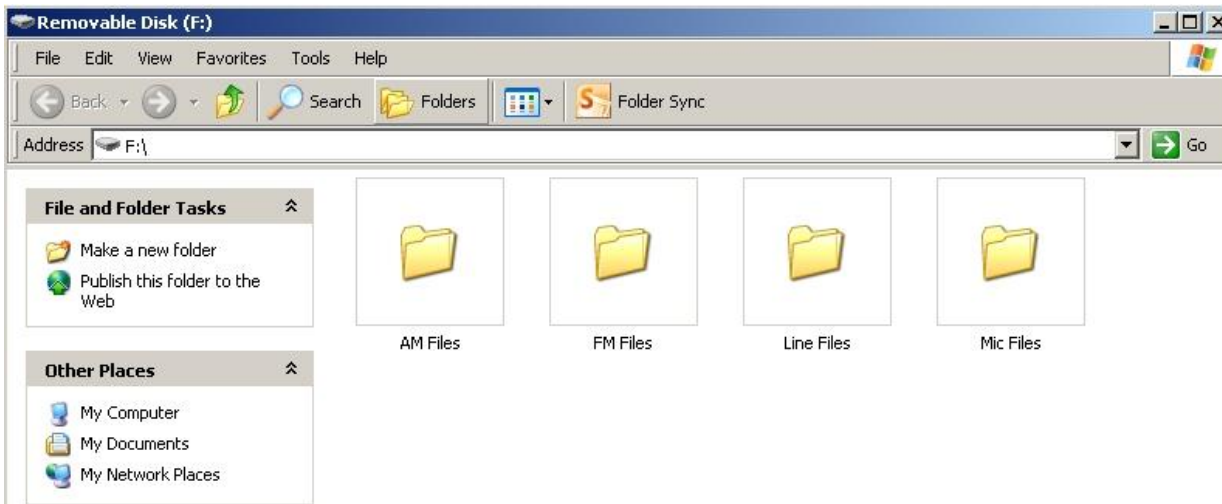 Removable Disk (F:)
File Edit View Favorites Tools Help
Back Search Folders Folder Sync
Address F:\ Go
File and Folder Tasks
Make a new folder
Publish this folder to the
Web
Other Places
My Computer
My Documents
My Network Places
AM Files FM Files Line Files Mic Files